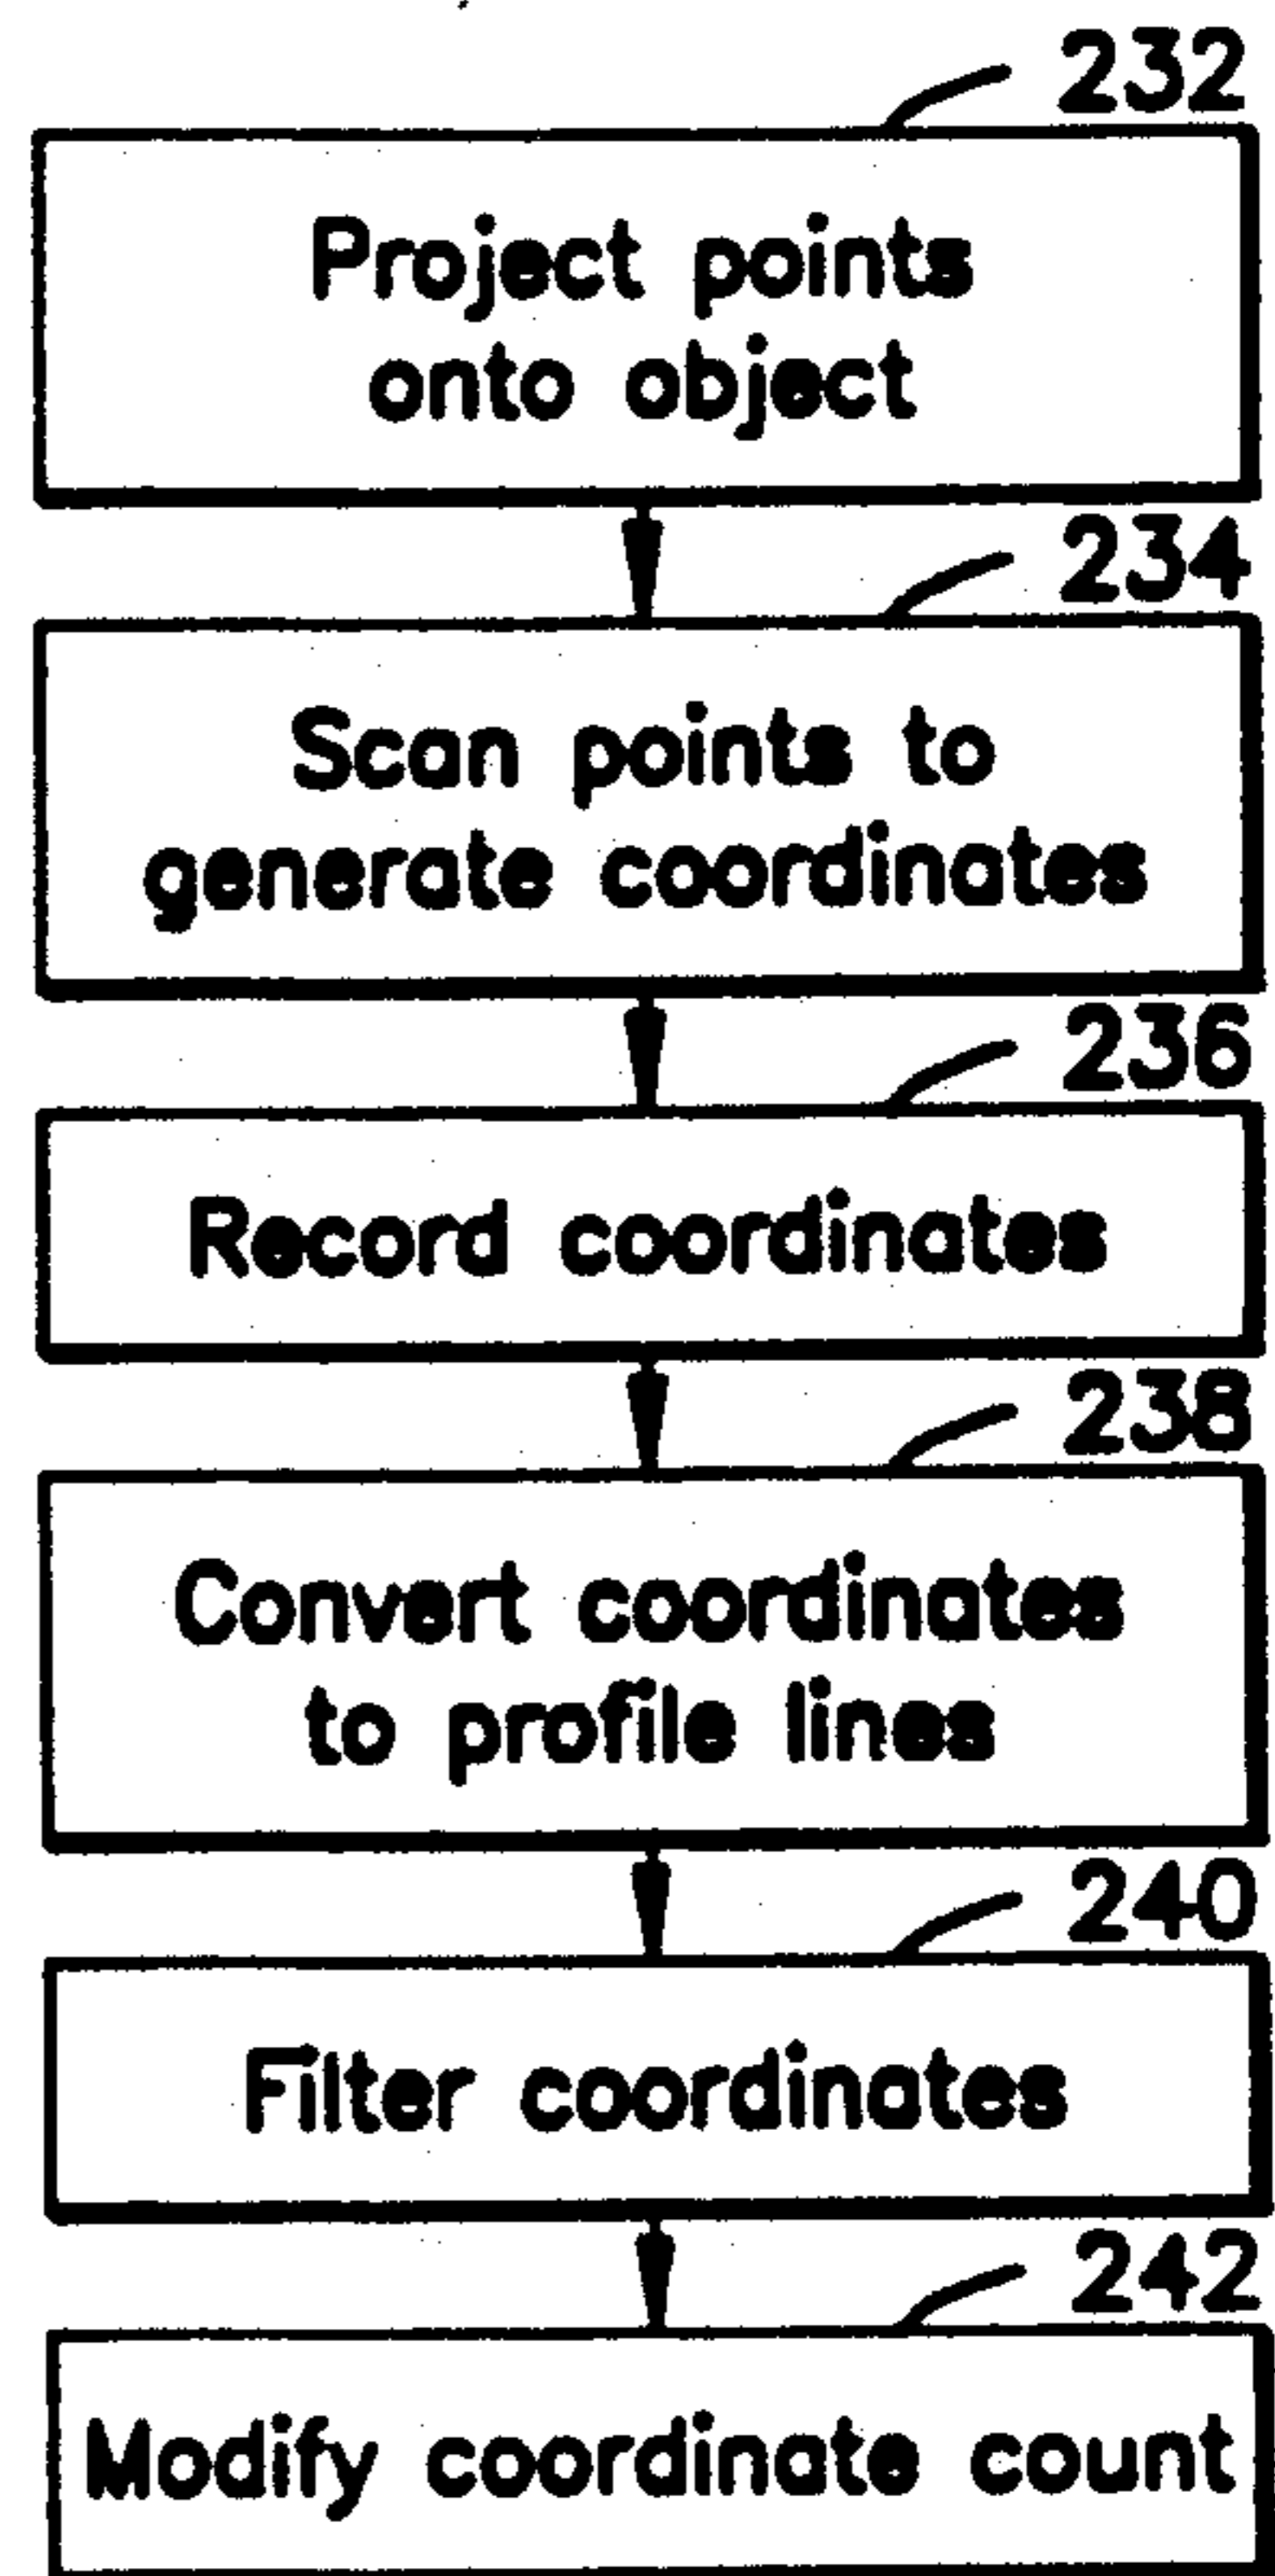 232
Project points
onto object
234
Scan points to
generate coordinates
236
Record coordinates
238
Convert coordinates
to profile lines
240
Filter coordinates
242
Modify coordinate count